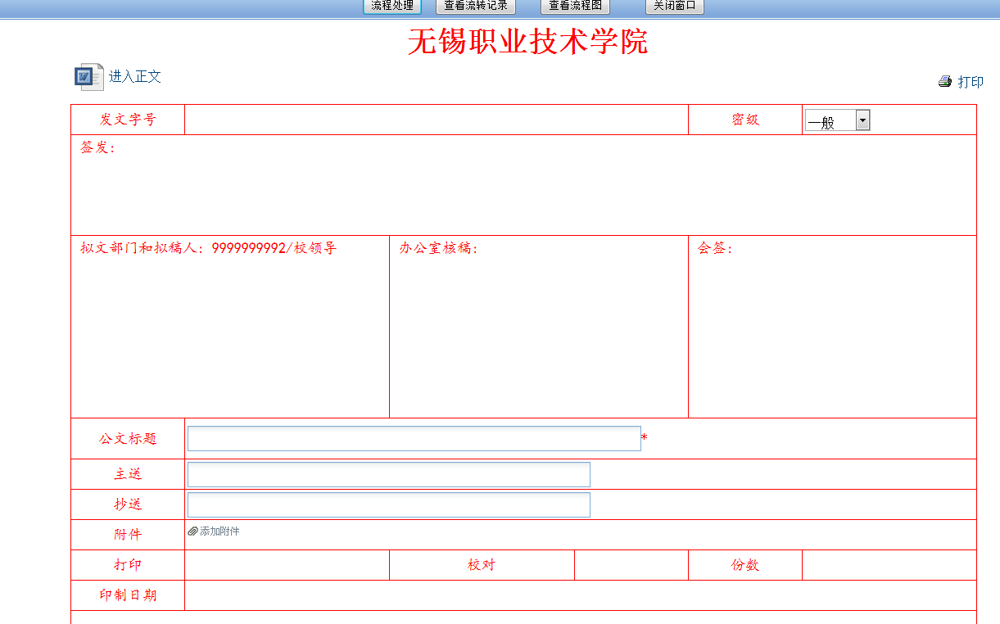 流程处理 查看流转记录 查看流程图 关闭窗口
无锡职业技术学院
进入正文
打印
发文字号 密级 一般
签发：
拟文部门和拟稿人：9999999992/校领导 办公室核稿： 会签：
公文标题 *
主送
抄送
附件 添加附件
打印 校对 份数
印制日期